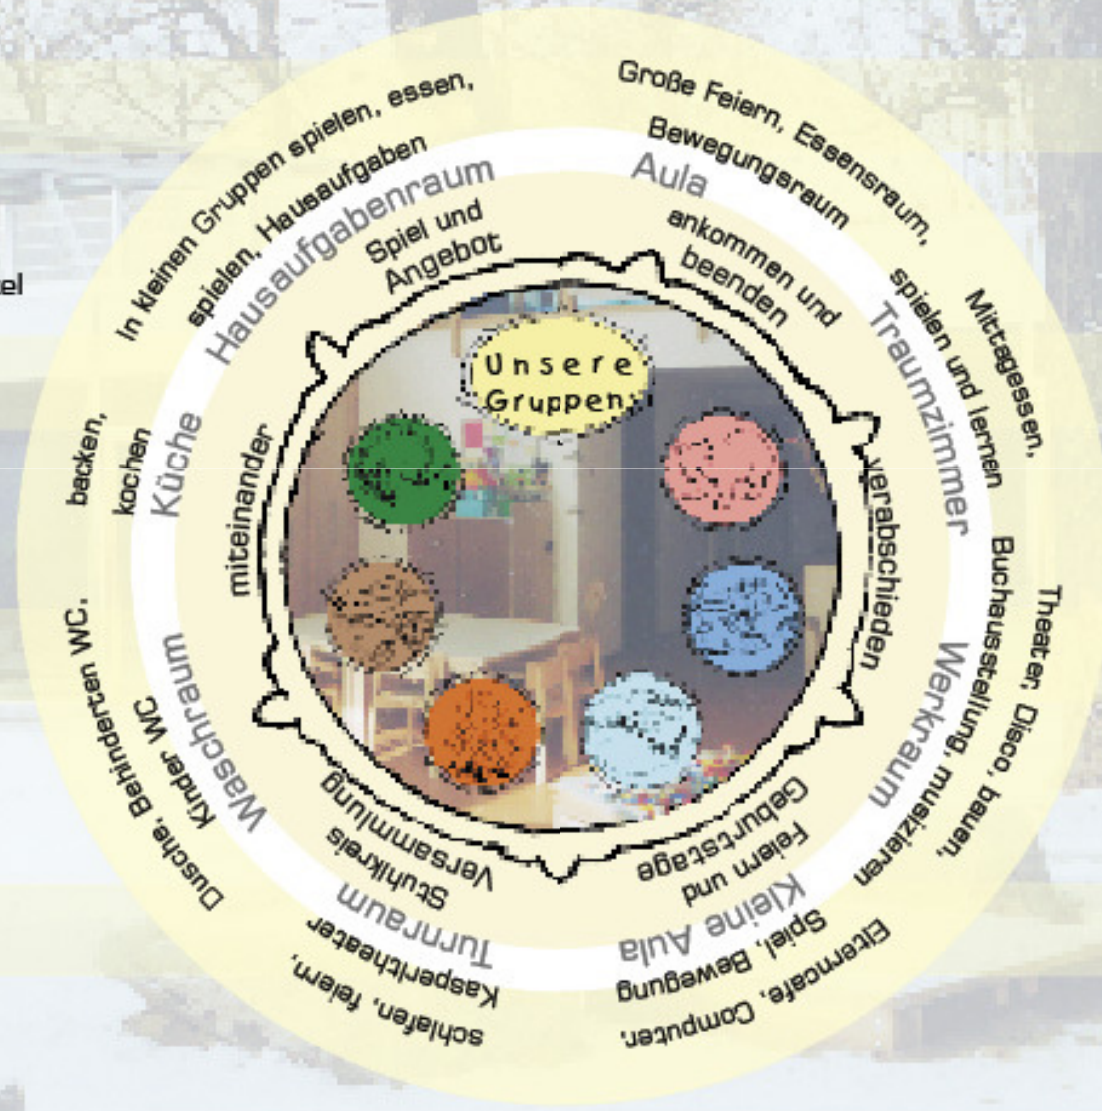 el
Unsere
Gruppen
Große Feiern, Essensraum,
Bewegungsraum
Aula
ankommen und
beenden
Mittagessen,
spielen und lernen
Traumzimmer
verabschieden
Theater, Disco, bauen,
Buchausstellung, musizieren
Werkraum
Elterncafe, Computer,
Spiel, Bewegung
Kleine Aula
Feiern und
Geburtstage
schlafen, feiern,
Kasperltheater
Turnraum
Stuhlkreis
Versammlung
Dusche, Behinderten WC,
Kinder WC
Waschraum
backen,
kochen
Küche
miteinander
In kleinen Gruppen spielen, essen,
spielen, Hausaufgaben
Hausaufgabenraum
Spiel und
Angebot